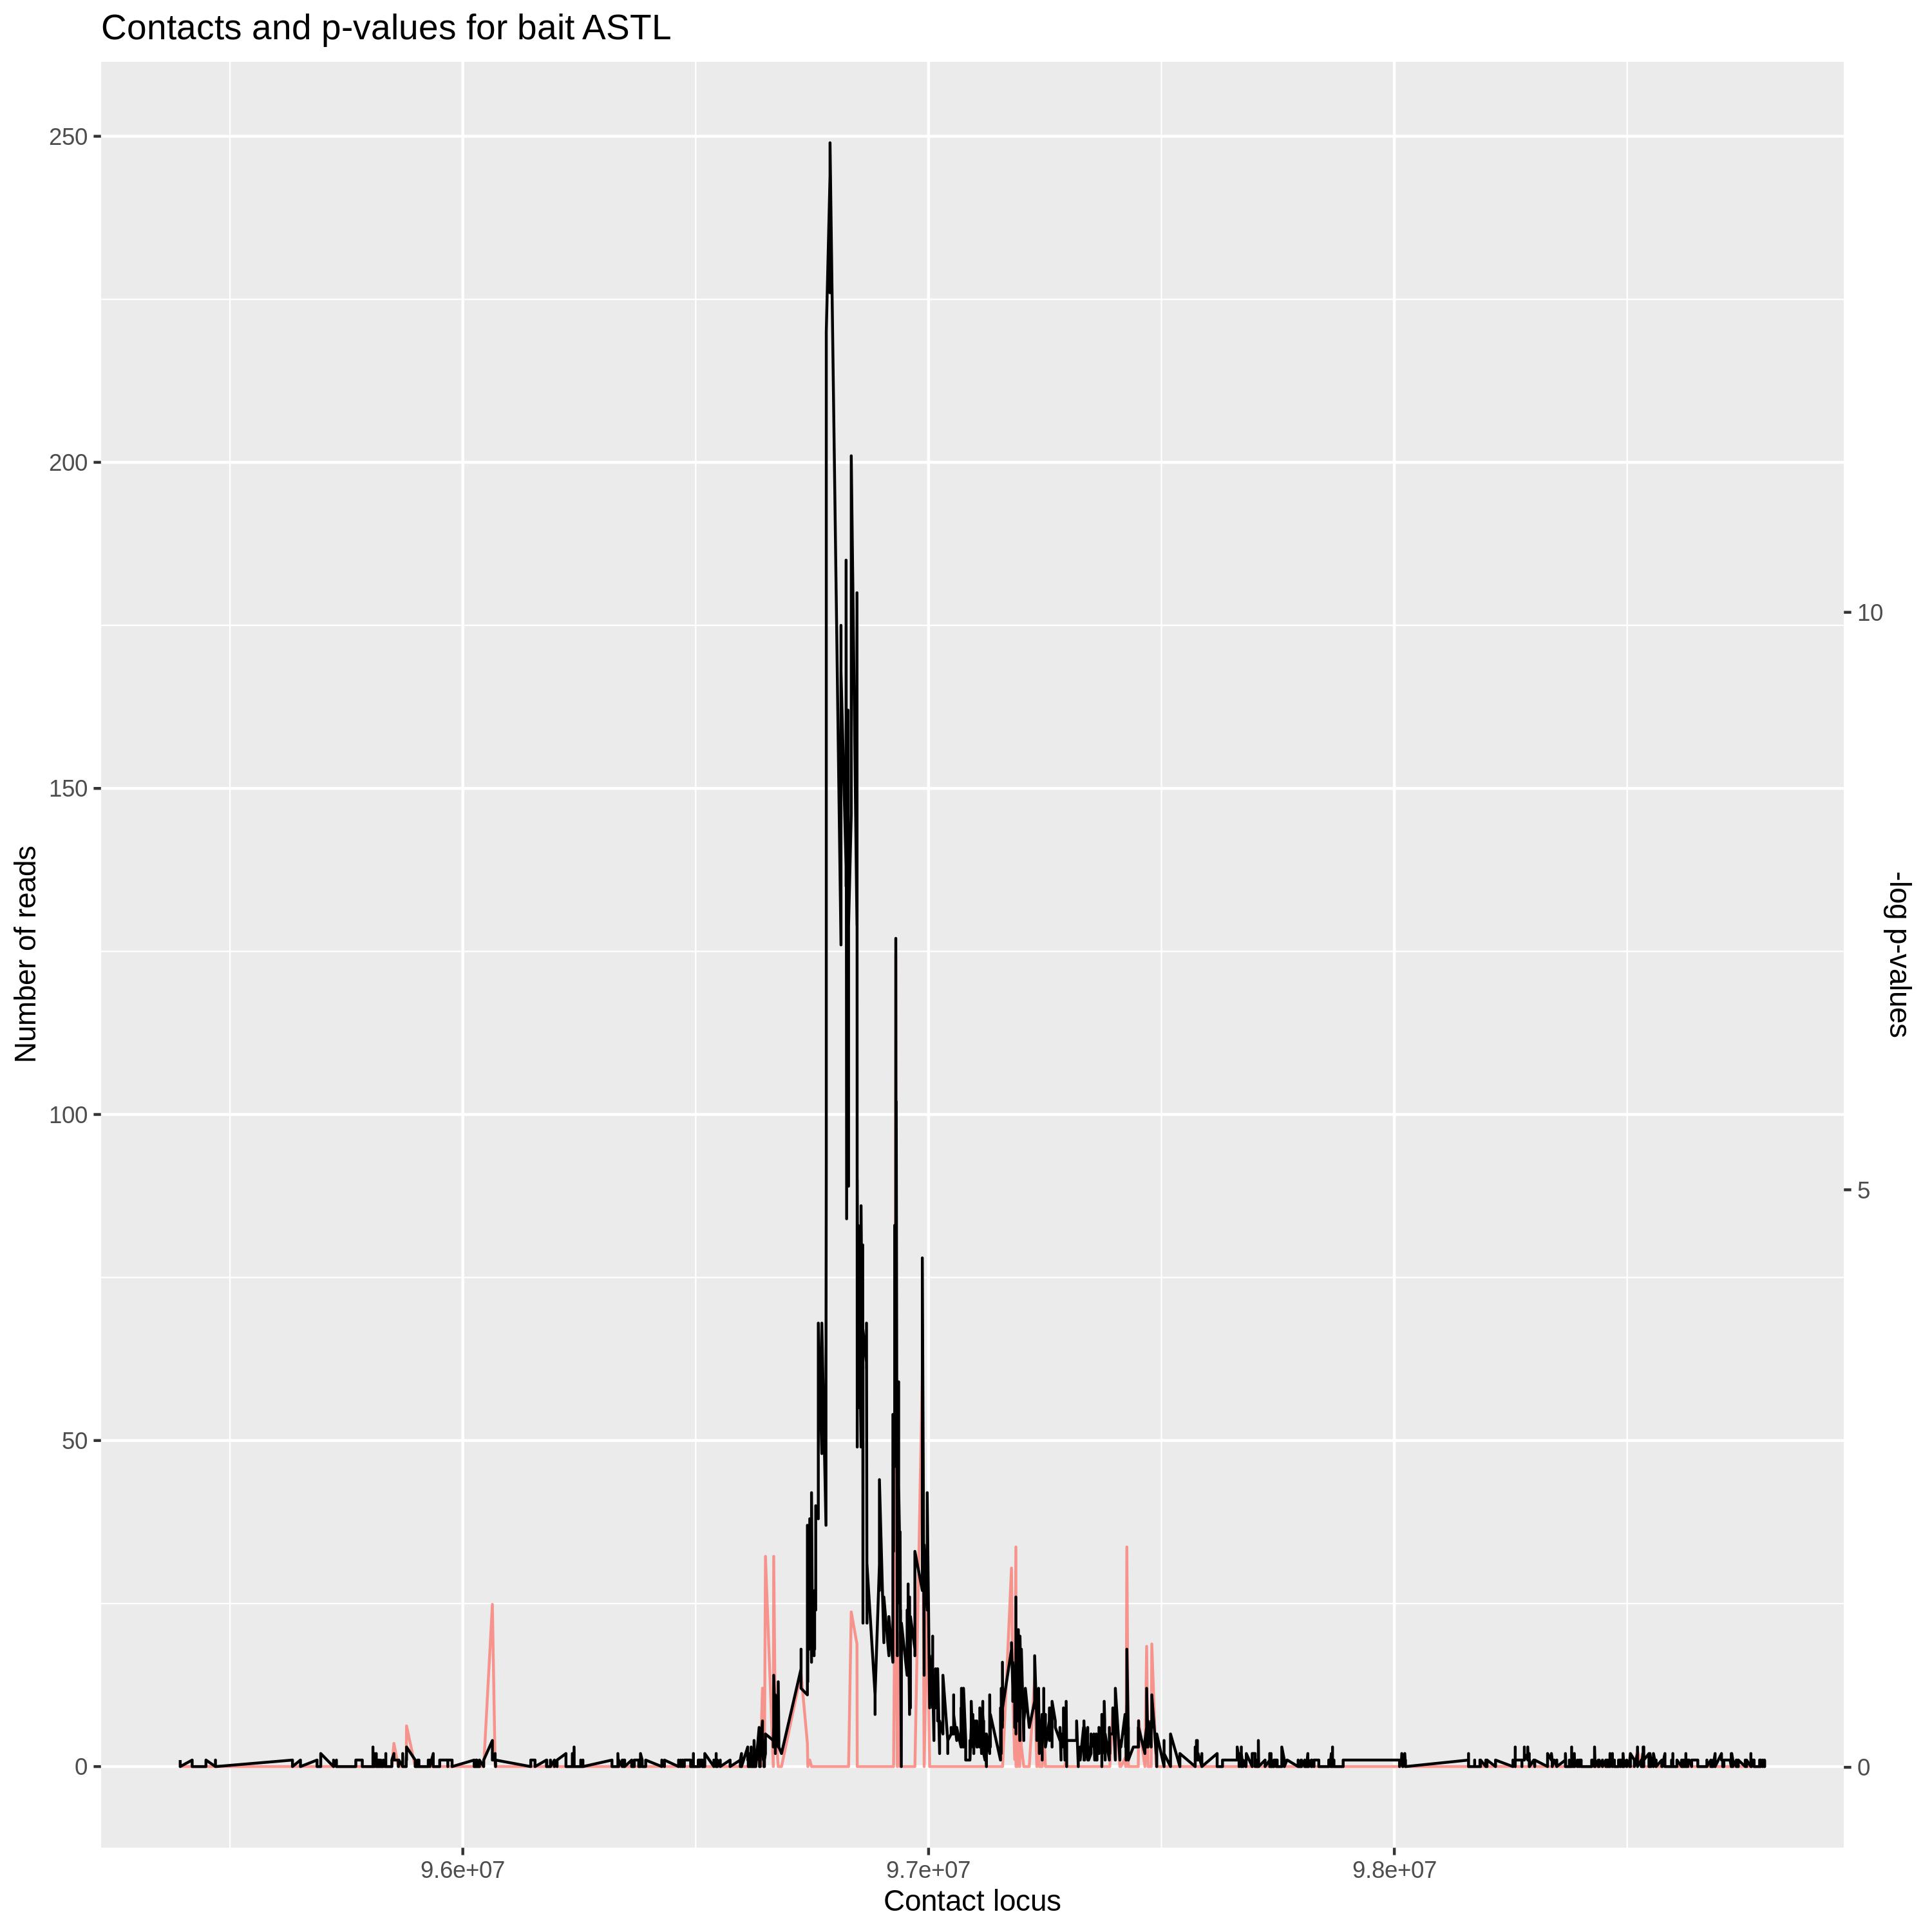 Contacts and p-values for bait ASTL
250
200
150
100
50
0
Number of reads
10
5
0
-log p-values
9.6e+07
9.7e+07
9.8e+07
Contact locus